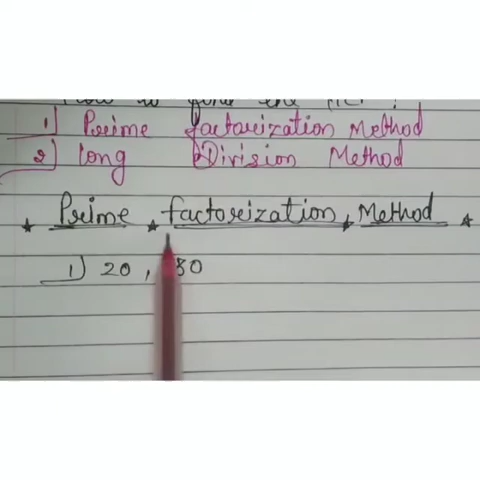 1) Prime factorization Method
2) long Division Method
* Prime * factorization * Method *
1) 20, 80